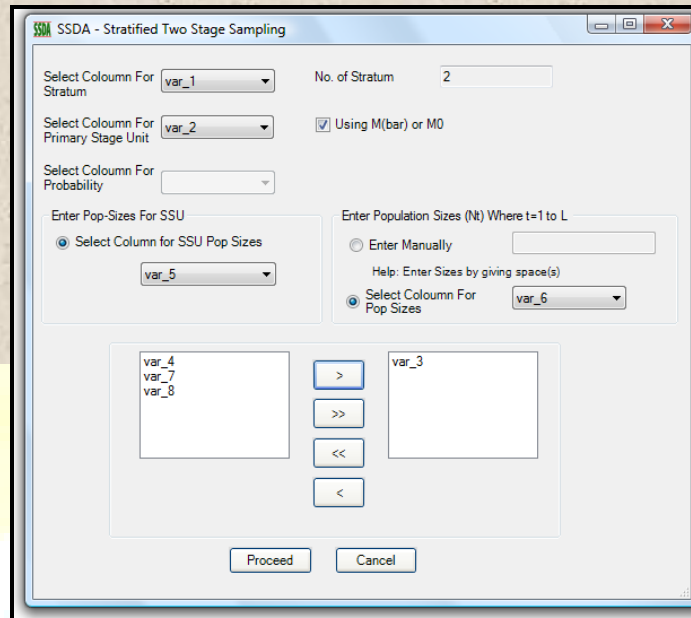 SSDA SSDA - Stratified Two Stage Sampling
Select Coloumn For Stratum
var_1
No. of Stratum
2
Select Coloumn For Primary Stage Unit
var_2
Using M(bar) or M0
Select Coloumn For Probability
Enter Pop-Sizes For SSU
Select Column for SSU Pop Sizes
var_5
Enter Population Sizes (Nt) Where t=1 to L
Enter Manually
Help: Enter Sizes by giving space(s)
Select Coloumn For Pop Sizes
var_6
var_4
var_7
var_8
>
>>
<<
<
var_3
Proceed
Cancel